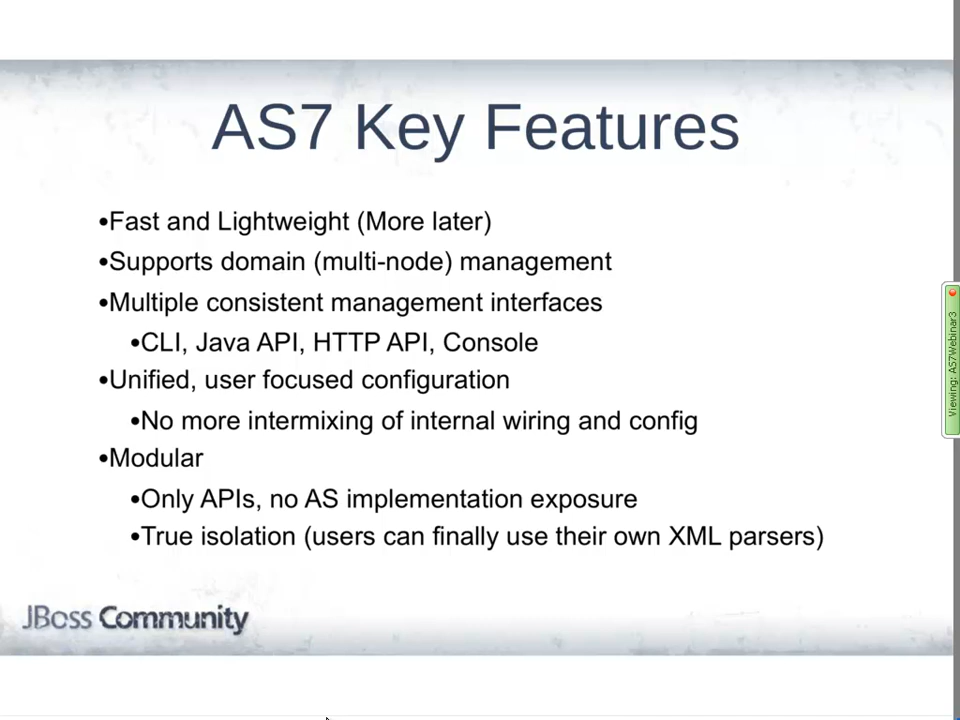 AS7 Key Features
•Fast and Lightweight (More later)
•Supports domain (multi-node) management
•Multiple consistent management interfaces
•CLI, Java API, HTTP API, Console
•Unified, user focused configuration
•No more intermixing of internal wiring and config
•Modular
•Only APIs, no AS implementation exposure
•True isolation (users can finally use their own XML parsers)
JBoss Community
Viewing: AS7Webinar3